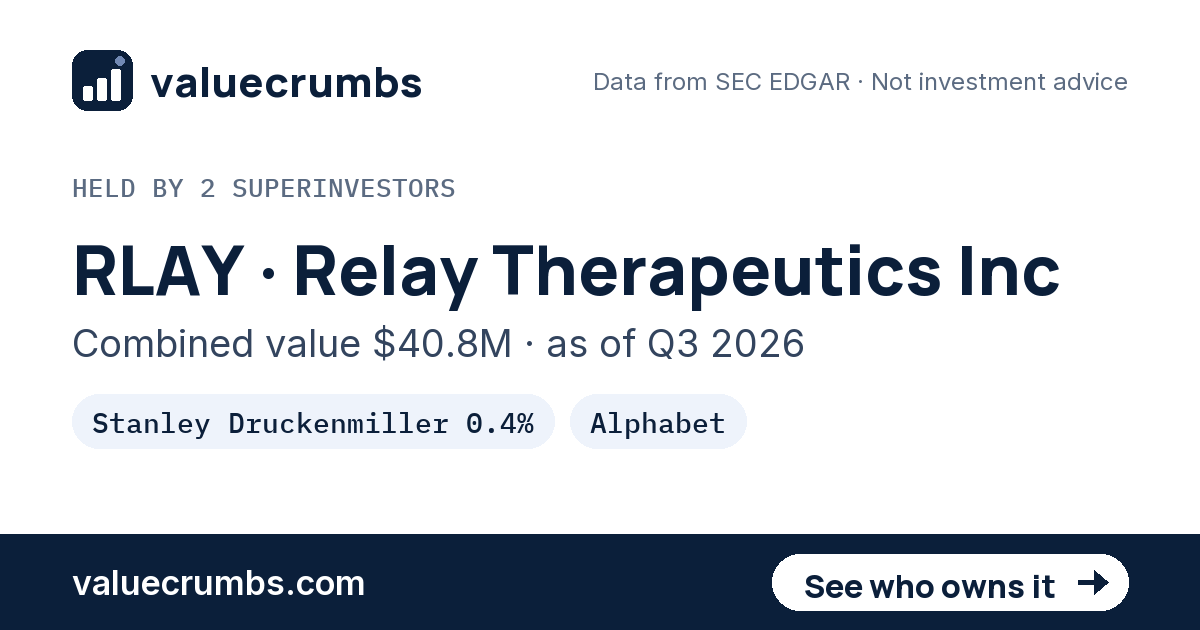 valuecrumbs
Data from SEC EDGAR · Not investment advice
HELD BY 2 SUPERINVESTORS
RLAY · Relay Therapeutics Inc
Combined value $40.8M · as of Q3 2026
Stanley Druckenmiller 0.4%
Alphabet
valuecrumbs.com
See who owns it →